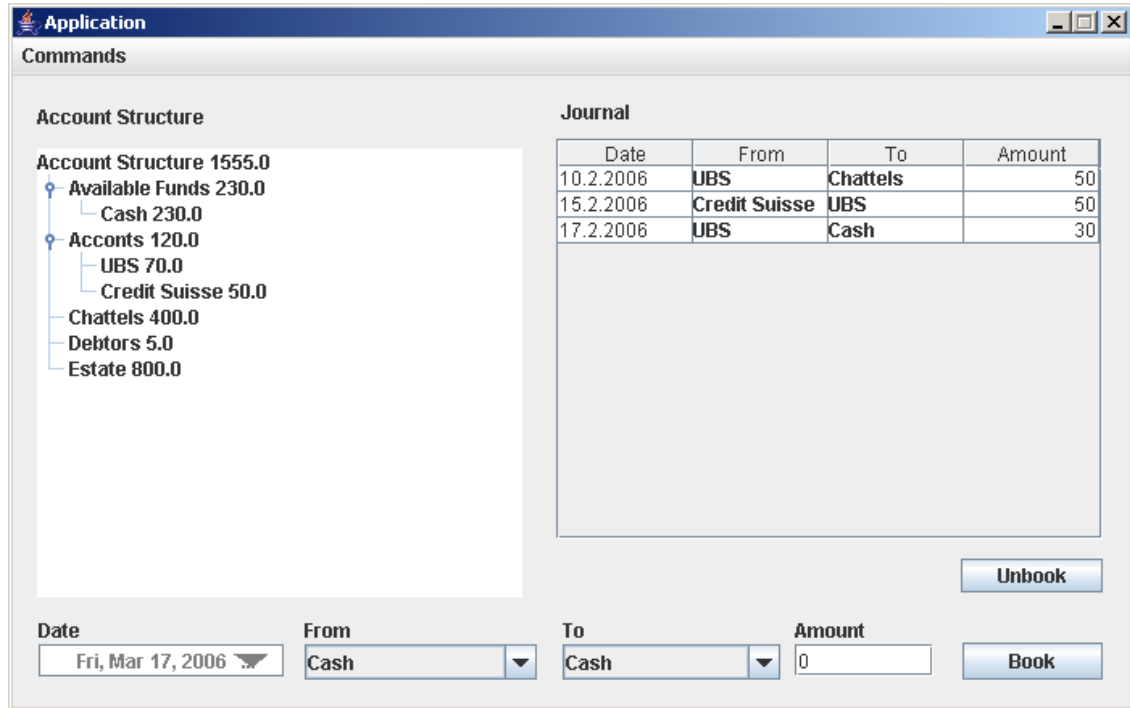 Application
Commands
Account Structure
Account Structure 1555.0
Available Funds 230.0
Cash 230.0
Acconts 120.0
UBS 70.0
Credit Suisse 50.0
Chattels 400.0
Debtors 5.0
Estate 800.0
Journal
Date From To Amount
10.2.2006 UBS Chattels 50
15.2.2006 Credit Suisse UBS 50
17.2.2006 UBS Cash 30
Unbook
Date From To Amount
Fri, Mar 17, 2006 Cash Cash 0 Book